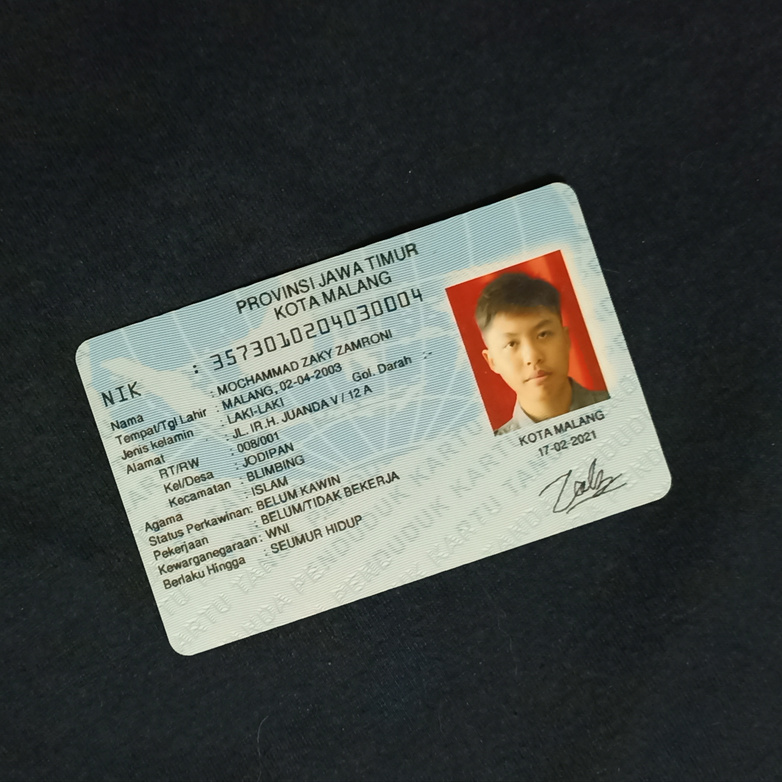 PROVINSI JAWA TIMUR
KOTA MALANG
NIK : 3573010204030004
Nama : MOCHAMMAD ZAKY ZAMRONI
Tempat/Tgl Lahir : MALANG, 02-04-2003
Jenis kelamin : LAKI-LAKI Gol. Darah :-
Alamat : JL. IR.H. JUANDA V / 12 A
RT/RW : 008/001
Kel/Desa : JODIPAN
Kecamatan : BLIMBING
Agama : ISLAM
Status Perkawinan: BELUM KAWIN
Pekerjaan : BELUM/TIDAK BEKERJA
Kewarganegaraan: WNI
Berlaku Hingga : SEUMUR HIDUP
KOTA MALANG
17-02-2021